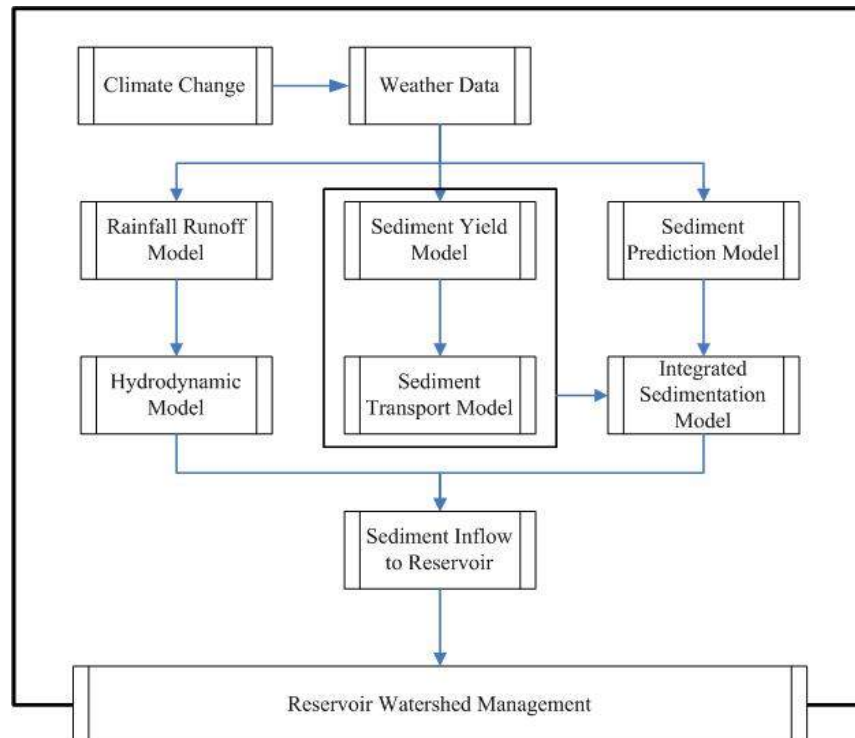 Climate Change
Weather Data
Rainfall Runoff
Model
Sediment Yield
Model
Sediment
Prediction Model
Hydrodynamic
Model
Sediment
Transport Model
Integrated
Sedimentation
Model
Sediment Inflow
to Reservoir
Reservoir Watershed Management